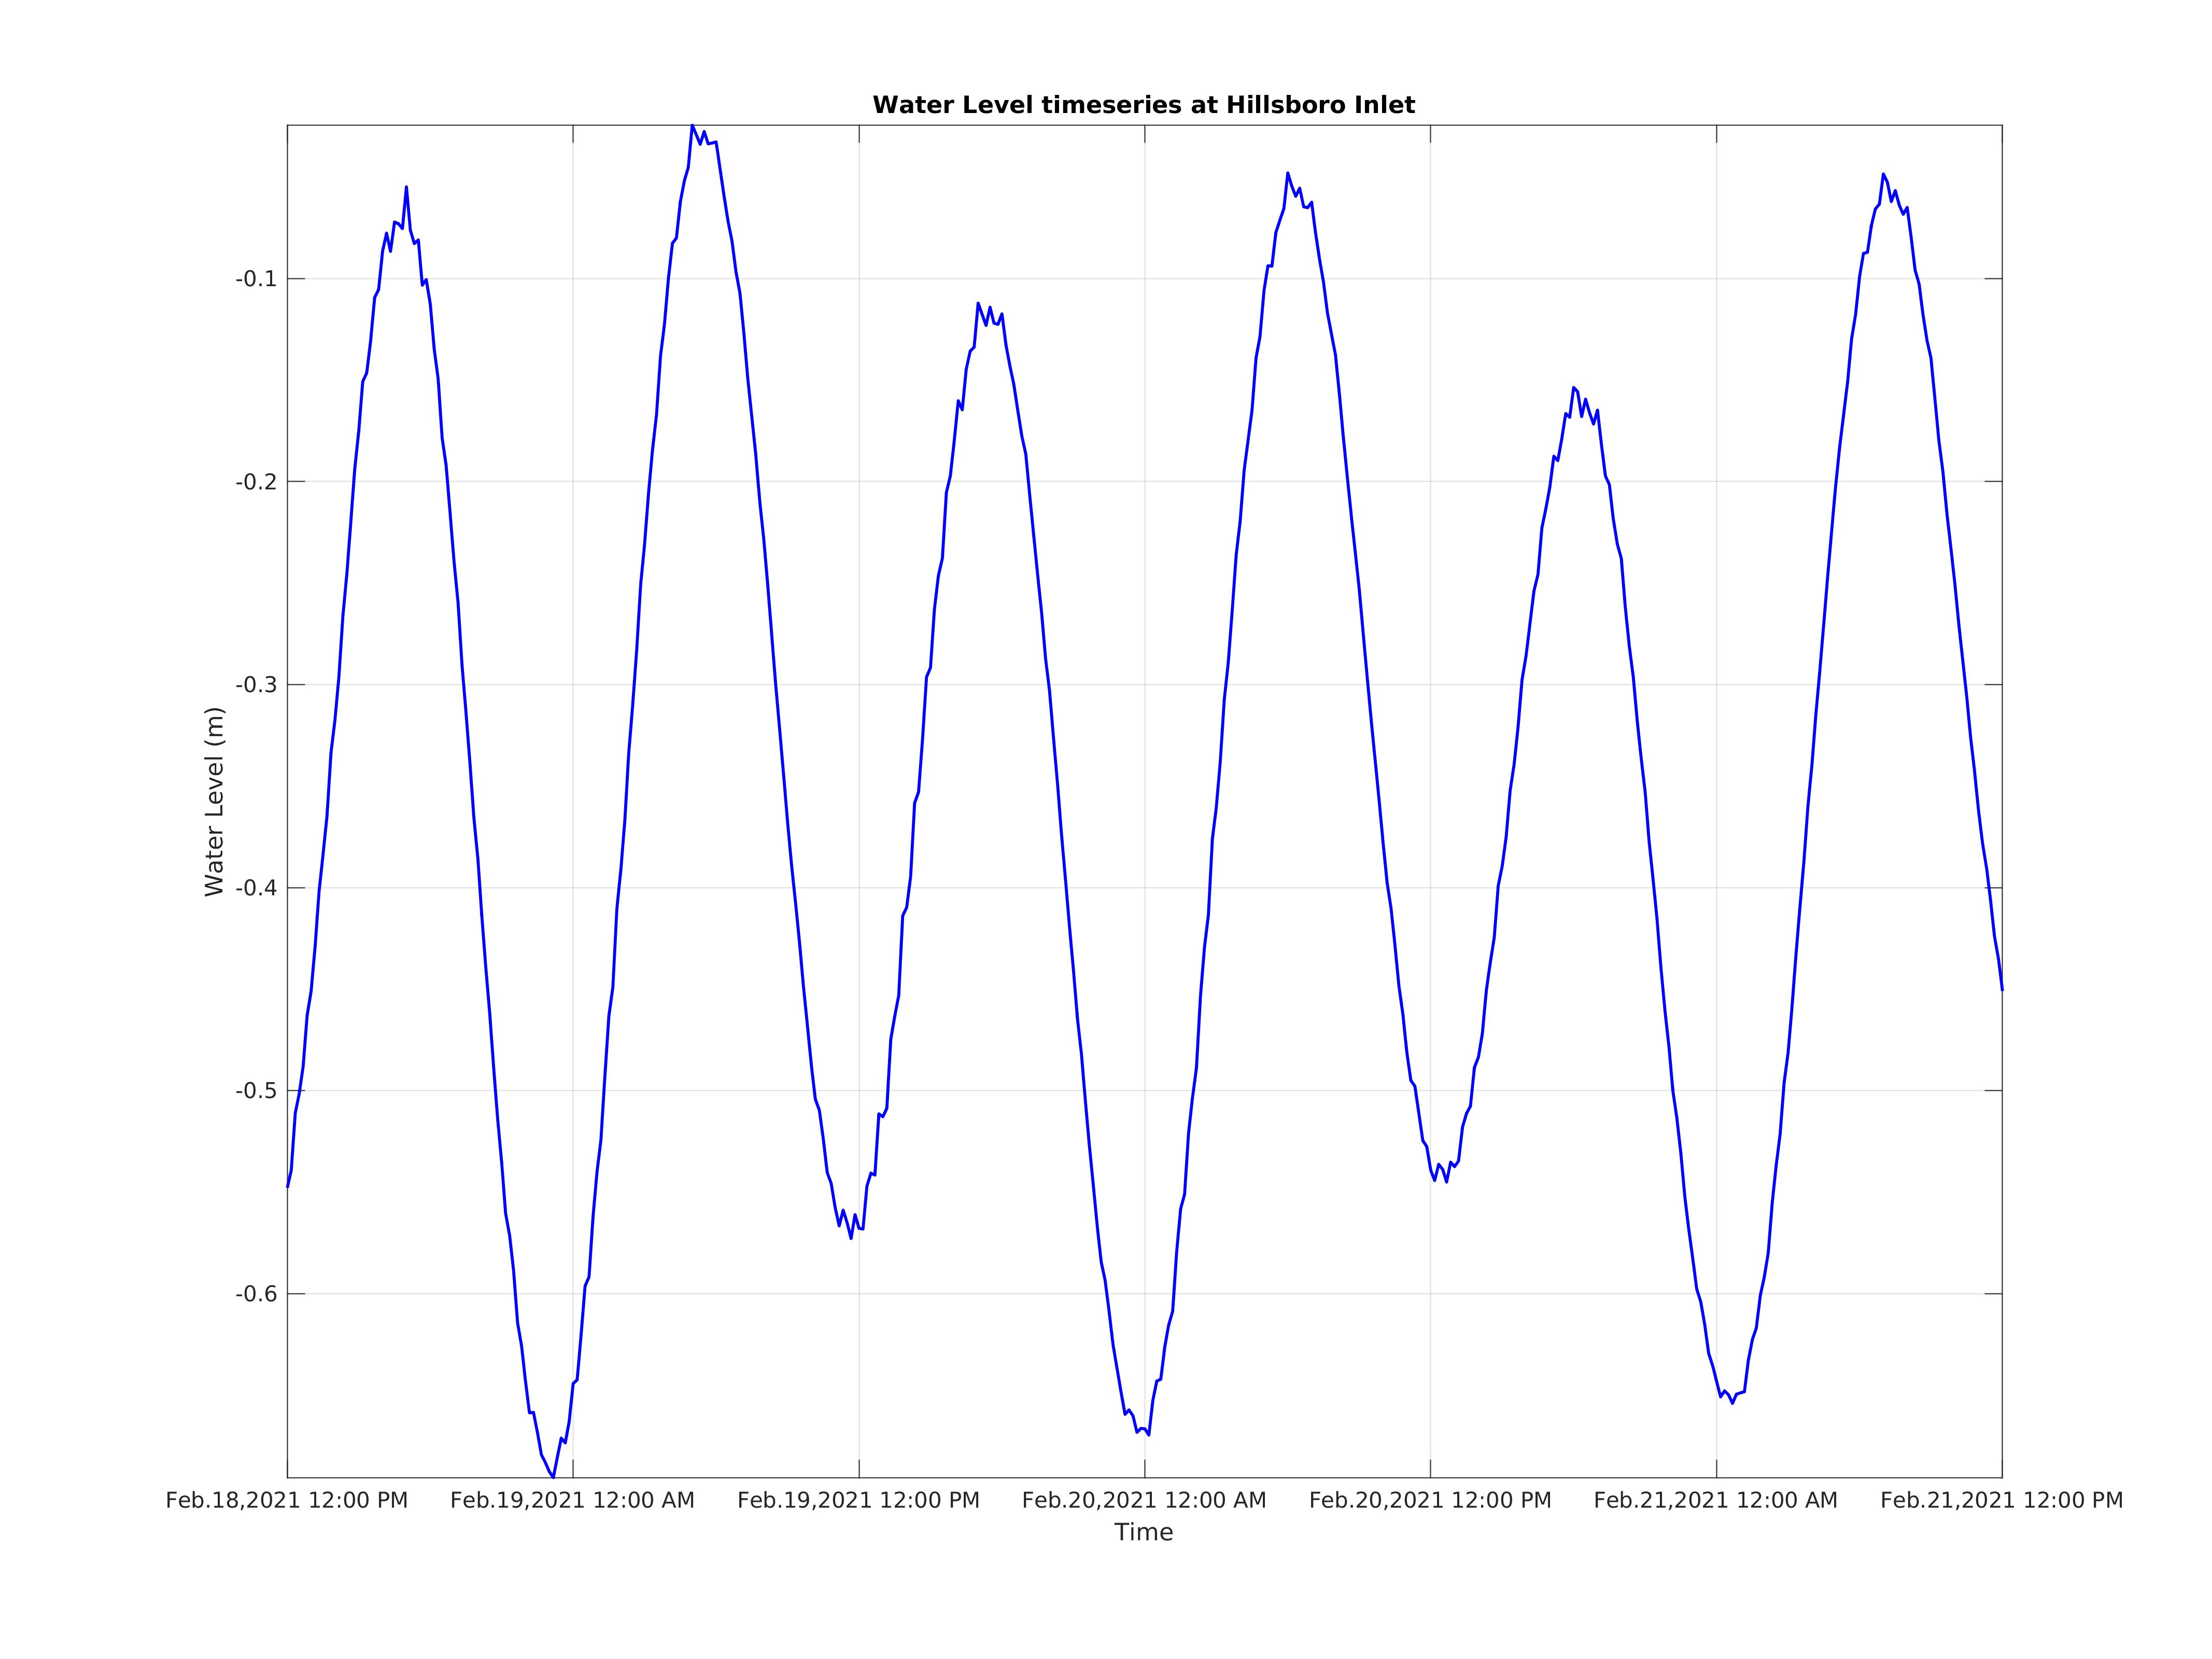 Water Level timeseries at Hillsboro Inlet
-0.1
-0.2
-0.3
-0.4
-0.5
-0.6
Water Level (m)
Feb.18,2021 12:00 PM Feb.19,2021 12:00 AM Feb.19,2021 12:00 PM Feb.20,2021 12:00 AM Feb.20,2021 12:00 PM Feb.21,2021 12:00 AM Feb.21,2021 12:00 PM
Time